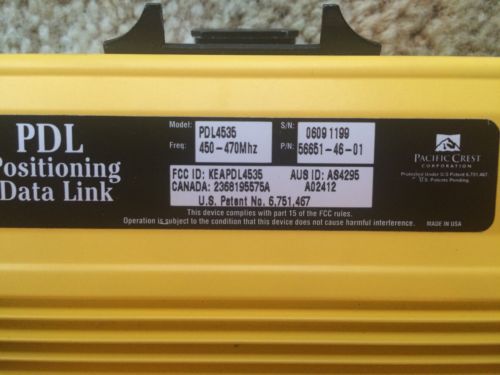 PDL
Positioning
Data Link
Model: PDL4535 S/N: 06091199
Freq: 450-470Mhz P/N: 56651-46-01
FCC ID: KEAPDL4535 AUS ID: AS4295
CANADA: 2368195575A A02412
U.S. Patent No. 6,751,467
This device complies with part 15 of the FCC rules.
Operation is subject to the condition that this device does not cause harmful interference.
PACIFIC CREST
CORPORATION
Protected Under U.S Patent 6,751,467
U.S. Patents Pending.
MADE IN USA